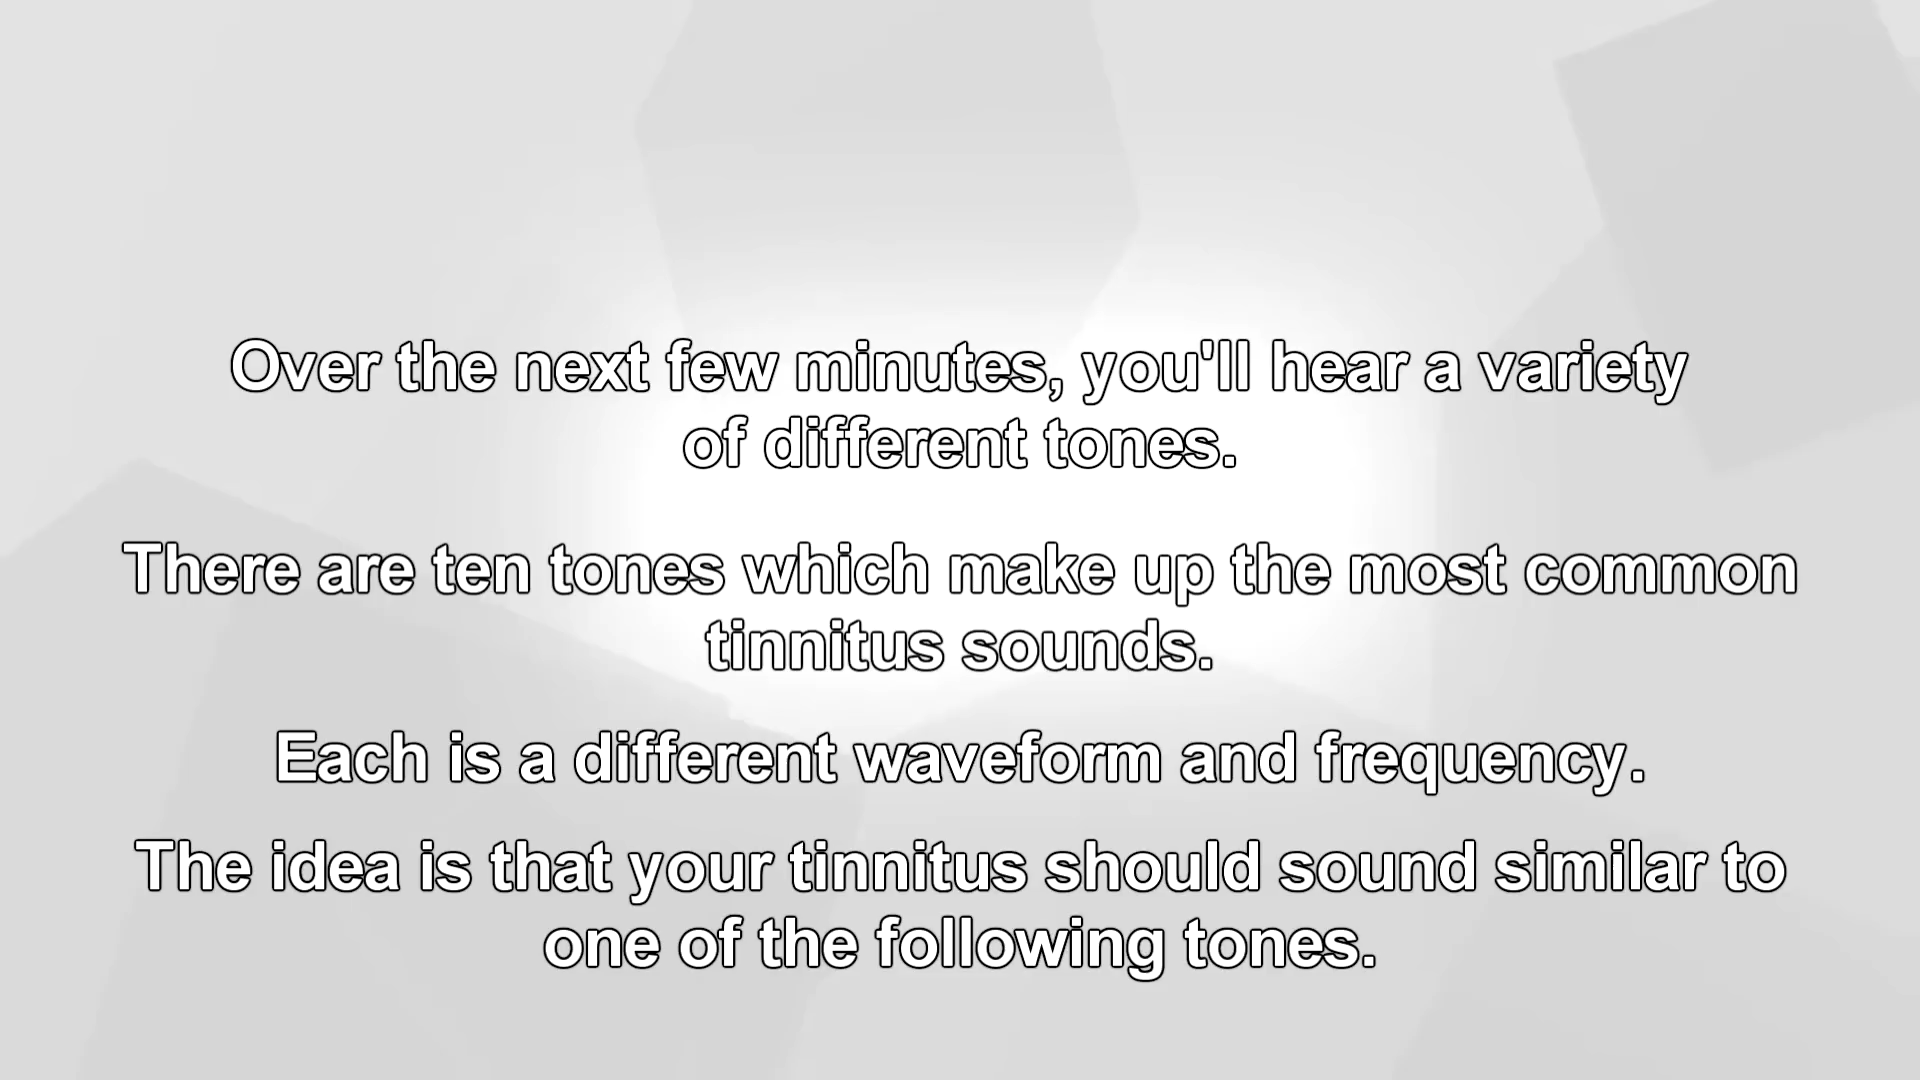 Over the next few minutes, you'll hear a variety
of different tones.
There are ten tones which make up the most common
tinnitus sounds.
Each is a different waveform and frequency.
The idea is that your tinnitus should sound similar to
one of the following tones.